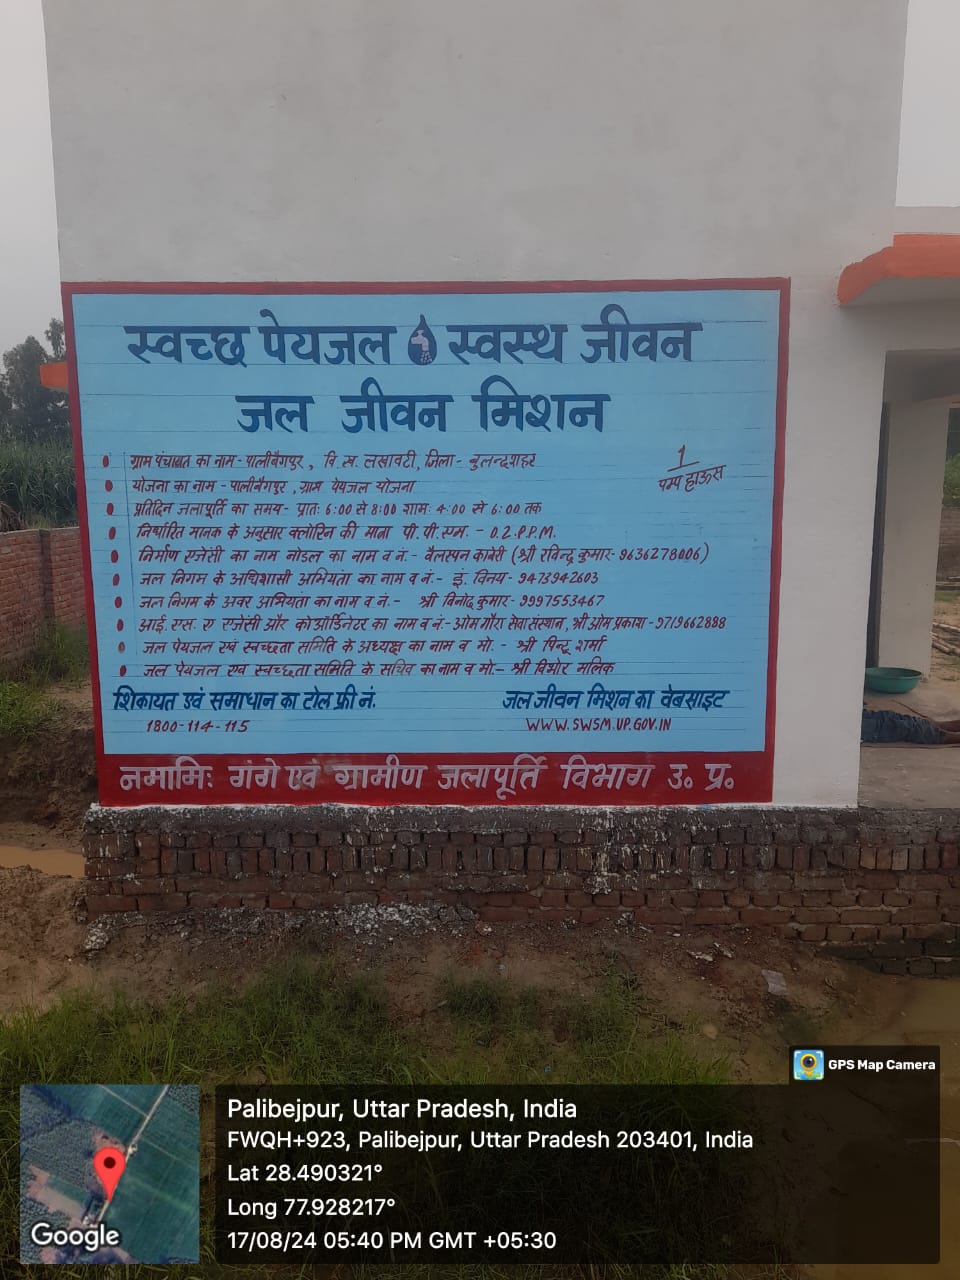 स्वच्छ पेयजल स्वस्थ जीवन
जल जीवन मिशन
ग्राम पंचायत का नाम - पालीबैगपुर, वि.ख. लखावटी, जिला - बुलन्दशहर
1
पम्प हाऊस
योजना का नाम - पालीबैगपुर, ग्राम पेयजल योजना
प्रतिदिन जलापूर्ति का समय - प्रातः 6:00 से 8:00 शाम: 4:00 से 6:00 तक
निर्धारित मानक के अनुसार क्लोरिन की मात्रा पी.पी.एम. - 0.2.P.P.M.
निर्माण एजेंसी का नाम नोडल का नाम व नं - वैलस्पन कावेरी (श्री रविन्द्र कुमार - 9636278006)
जल निगम के अधिशासी अभियंता का नाम व नं.- इं. विनय - 9473942603
जल निगम के अवर अभियंता का नाम व नं.- श्री विनोद कुमार - 9997553467
आई.एस.ए एजेंसी और कोऑर्डिनेटर का नाम व नं - ओम गौरा सेवा संस्थान, श्री ओम प्रकाश - 9719662888
जल पेयजल एवं स्वच्छता समिति के अध्यक्ष का नाम व मो. - श्री पिन्टू शर्मा
जल पेयजल एवं स्वच्छता समिति के सचिव का नाम व मो.- श्री विभोर मलिक
शिकायत एवं समाधान का टोल फ्री नं. जल जीवन मिशन का वेबसाइट
1800-114-115 WWW.SWSM.UP.GOV.IN
नमामिः गंगे एवं ग्रामीण जलापूर्ति विभाग उ० प्र०
GPS Map Camera
Palibejpur, Uttar Pradesh, India
FWQH+923, Palibejpur, Uttar Pradesh 203401, India
Lat 28.490321°
Long 77.928217°
17/08/24 05:40 PM GMT +05:30
Google